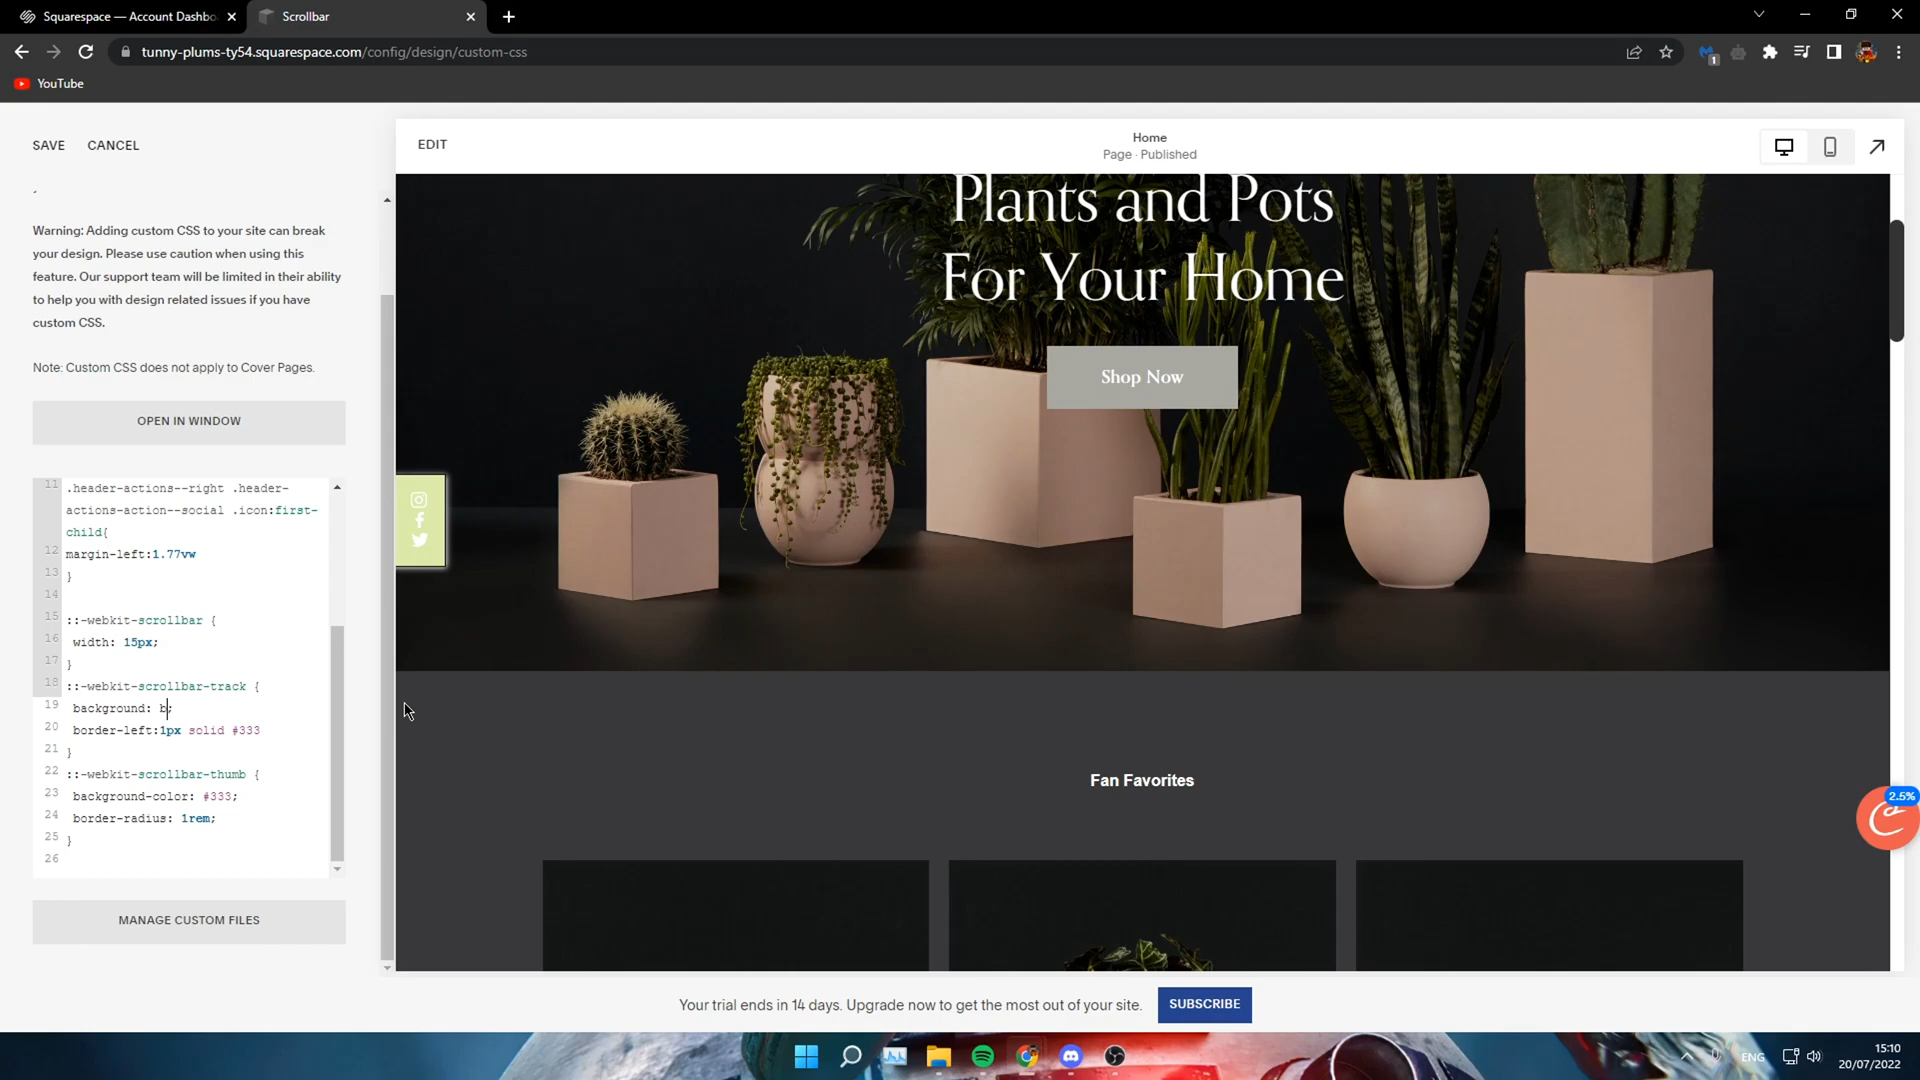 Squarespace — Account Dashbo
Scrollbar
tunny-plums-ty54.squarespace.com/config/design/custom-css
1
YouTube
SAVE
CANCEL
EDIT
Home
Page · Published
Warning: Adding custom CSS to your site can break
your design. Please use caution when using this
feature. Our support team will be limited in their ability
to help you with design related issues if you have
custom CSS.
Note: Custom CSS does not apply to Cover Pages.
OPEN IN WINDOW
11 .header-actions--right .header-
actions-action--social .icon:first-
child{
12 margin-left:1.77vw
13 }
14
15 ::-webkit-scrollbar {
16 width: 15px;
17 }
18 ::-webkit-scrollbar-track {
19 background: b;
20 border-left:1px solid #333
21 }
22 ::-webkit-scrollbar-thumb {
23 background-color: #333;
24 border-radius: 1rem;
25 }
26
MANAGE CUSTOM FILES
Plants and Pots
For Your Home
Shop Now
Fan Favorites
2.5%
Your trial ends in 14 days. Upgrade now to get the most out of your site.
SUBSCRIBE
ENG
15:10
20/07/2022